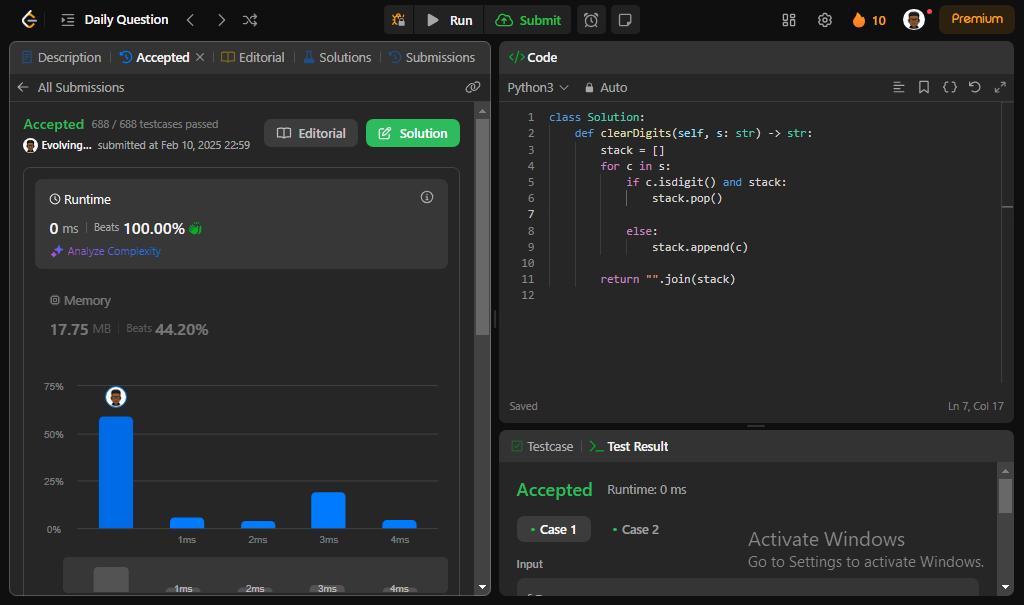 Daily Question
Run
Submit
10
Premium
Description
Accepted
Editorial
Solutions
Submissions
All Submissions
Accepted 688 / 688 testcases passed
Evolving... submitted at Feb 10, 2025 22:59
Editorial
Solution
Runtime
0 ms | Beats 100.00%
Analyze Complexity
Memory
17.75 MB | Beats 44.20%
75%
50%
25%
0%
1ms
2ms
3ms
4ms
1ms
2ms
3ms
4ms
</> Code
Python3
Auto
1 class Solution:
2     def clearDigits(self, s: str) -> str:
3         stack = []
4         for c in s:
5             if c.isdigit() and stack:
6                 stack.pop()
7
8             else:
9                 stack.append(c)
10
11         return "".join(stack)
12
Saved
Ln 7, Col 17
Testcase
>_ Test Result
Accepted Runtime: 0 ms
• Case 1
• Case 2
Input
Activate Windows
Go to Settings to activate Windows.